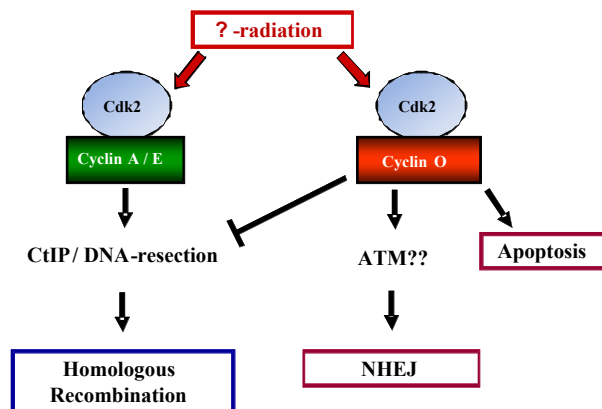 ? -radiation
Cdk2
Cdk2
Cyclin A / E
Cyclin O
CtIP / DNA-resection
ATM??
Apoptosis
Homologous
Recombination
NHEJ